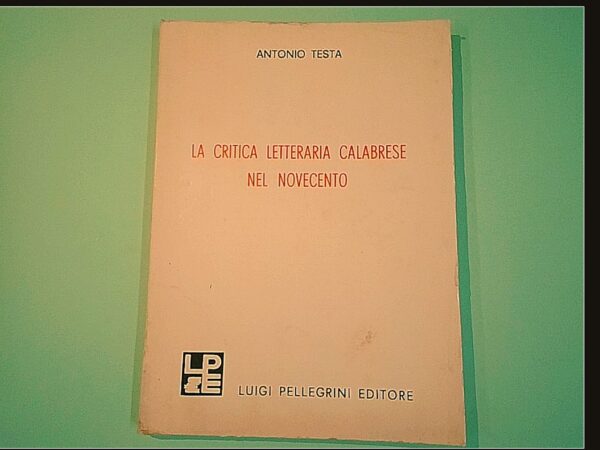 ANTONIO TESTA
LA CRITICA LETTERARIA CALABRESE
NEL NOVECENTO
LP
E
LUIGI PELLEGRINI EDITORE